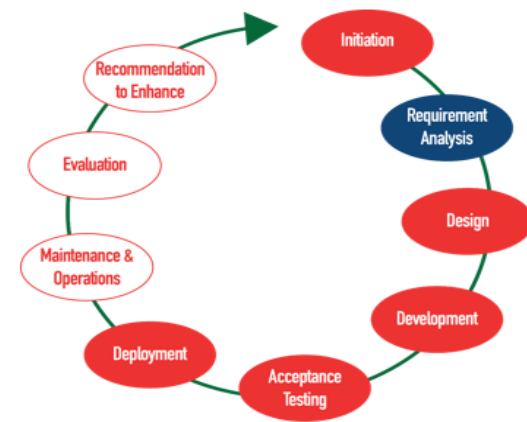 Initiation
Requirement
Analysis
Design
Development
Acceptance
Testing
Deployment
Maintenance &
Operations
Evaluation
Recommendation
to Enhance